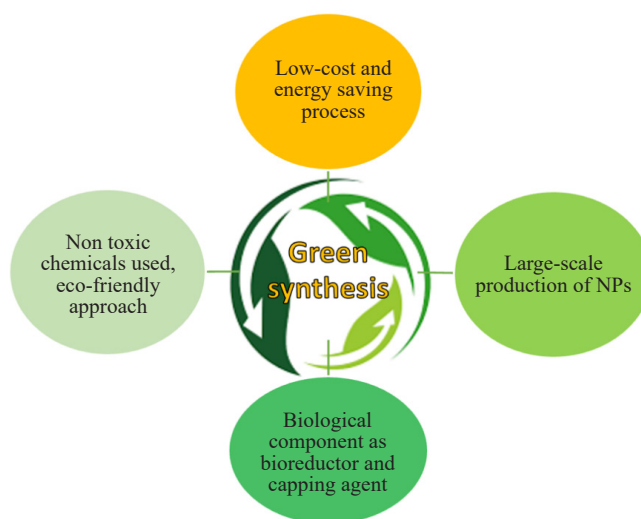 Low-cost and
energy saving
process
Non toxic
chemicals used,
eco-friendly
approach
Green
synthesis
Large-scale
production of NPs
Biological
component as
bioreductor and
capping agent